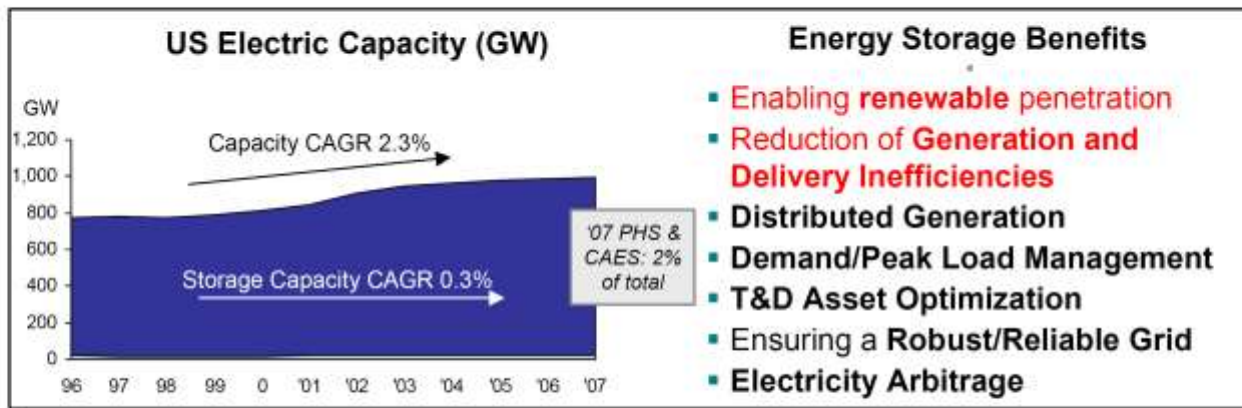 US Electric Capacity (GW)
GW
1,200
1,000
800
600
400
200
0
Capacity CAGR 2.3%
Storage Capacity CAGR 0.3%
'07 PHS &
CAES: 2%
of total
96 97 98 99 0 '01 '02 '03 '04 '05 '06 '07
Energy Storage Benefits
▪ Enabling renewable penetration
▪ Reduction of Generation and
Delivery Inefficiencies
▪ Distributed Generation
▪ Demand/Peak Load Management
▪ T&D Asset Optimization
▪ Ensuring a Robust/Reliable Grid
▪ Electricity Arbitrage